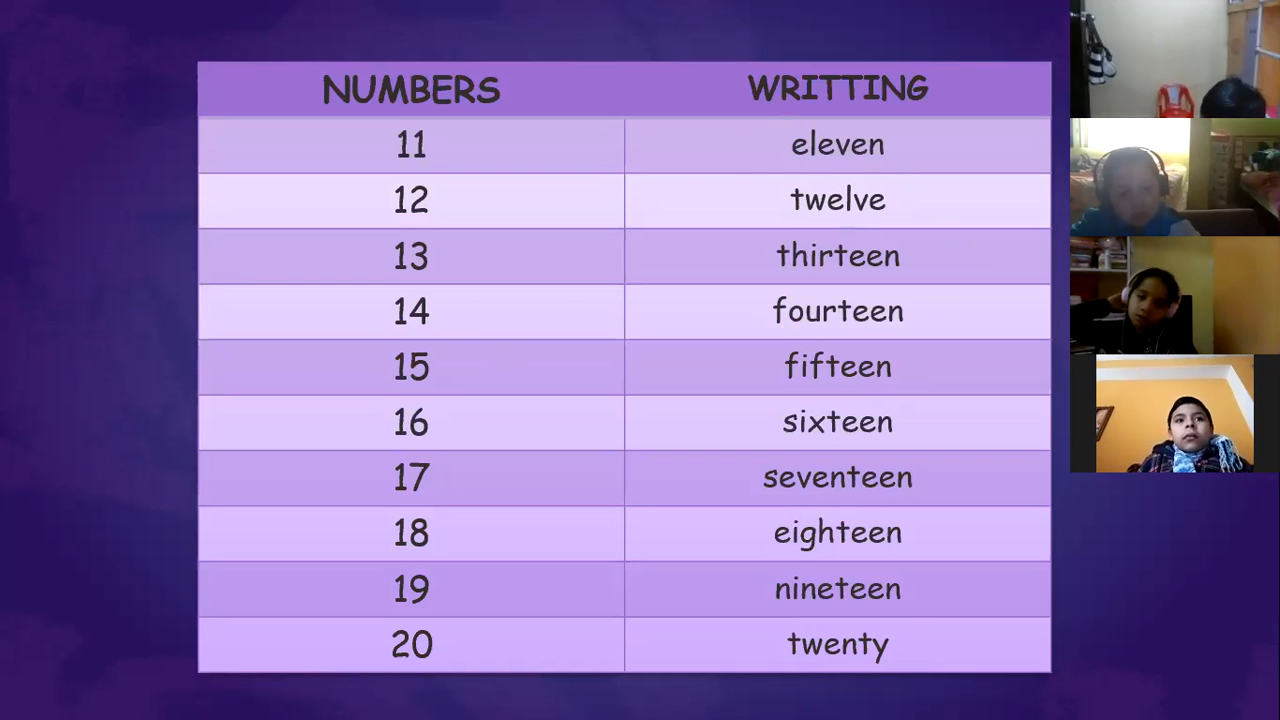 NUMBERS WRITTING
11 eleven
12 twelve
13 thirteen
14 fourteen
15 fifteen
16 sixteen
17 seventeen
18 eighteen
19 nineteen
20 twenty